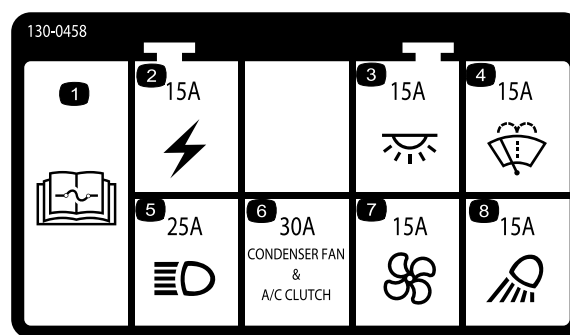 130-0458
1
2
15A
3
15A
4
15A
5
25A
6
30A
CONDENSER FAN
&
A/C CLUTCH
7
15A
8
15A